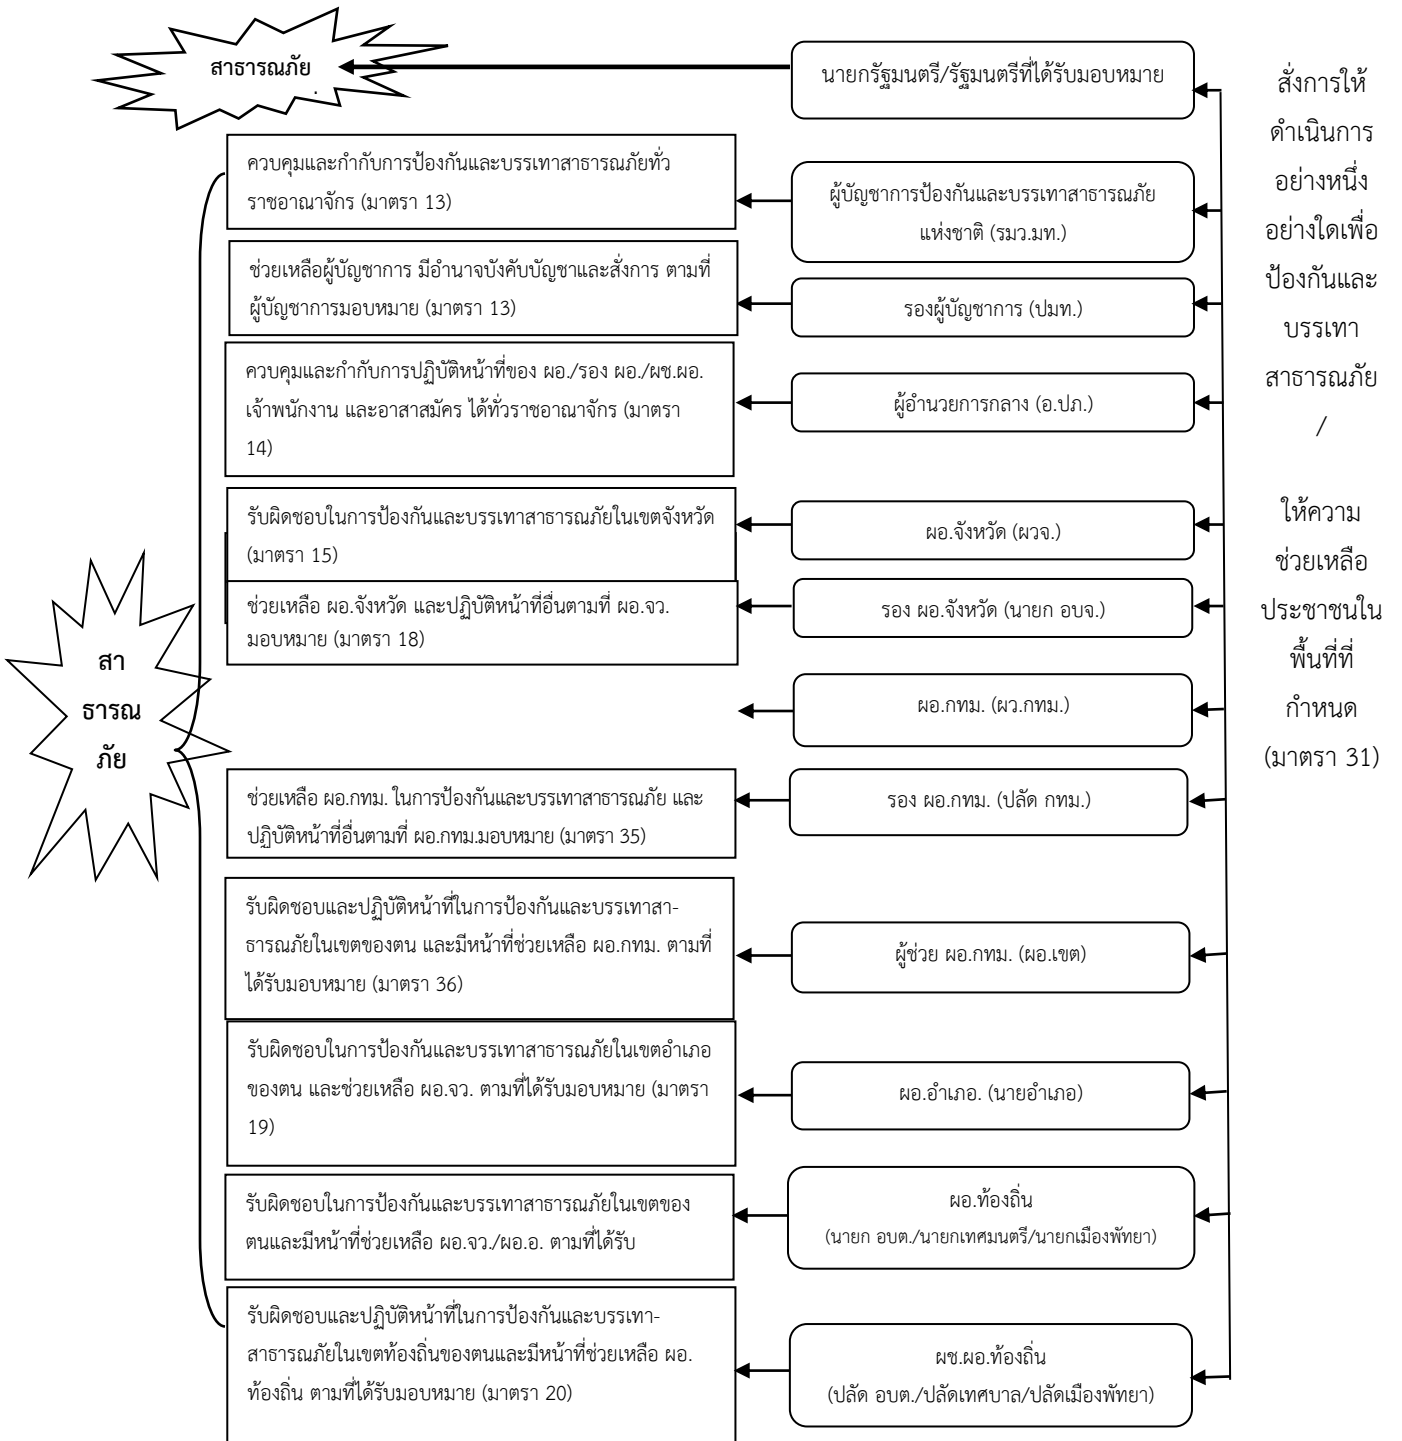 สาธารณภัย
นายกรัฐมนตรี/รัฐมนตรีที่ได้รับมอบหมาย
ควบคุมและกำกับการป้องกันและบรรเทาสาธารณภัยทั่ว
ราชอาณาจักร (มาตรา 13)
ผู้บัญชาการป้องกันและบรรเทาสาธารณภัย
แห่งชาติ (รมว.มท.)
ช่วยเหลือผู้บัญชาการ มีอำนาจบังคับบัญชาและสั่งการ ตามที่
ผู้บัญชาการมอบหมาย (มาตรา 13)
รองผู้บัญชาการ (ปมท.)
ควบคุมและกำกับการปฏิบัติหน้าที่ของ ผอ./รอง ผอ./ผช.ผอ.
เจ้าพนักงาน และอาสาสมัคร ได้ทั่วราชอาณาจักร (มาตรา
14)
ผู้อำนวยการกลาง (อ.ปภ.)
รับผิดชอบในการป้องกันและบรรเทาสาธารณภัยในเขตจังหวัด
(มาตรา 15)
ผอ.จังหวัด (ผวจ.)
ช่วยเหลือ ผอ.จังหวัด และปฏิบัติหน้าที่อื่นตามที่ ผอ.จว.
มอบหมาย (มาตรา 18)
รอง ผอ.จังหวัด (นายก อบจ.)
ผอ.กทม. (ผว.กทม.)
ช่วยเหลือ ผอ.กทม. ในการป้องกันและบรรเทาสาธารณภัย และ
ปฏิบัติหน้าที่อื่นตามที่ ผอ.กทม.มอบหมาย (มาตรา 35)
รอง ผอ.กทม. (ปลัด กทม.)
รับผิดชอบและปฏิบัติหน้าที่ในการป้องกันและบรรเทาสา-
ธารณภัยในเขตของตน และมีหน้าที่ช่วยเหลือ ผอ.กทม. ตามที่
ได้รับมอบหมาย (มาตรา 36)
ผู้ช่วย ผอ.กทม. (ผอ.เขต)
รับผิดชอบในการป้องกันและบรรเทาสาธารณภัยในเขตอำเภอ
ของตน และช่วยเหลือ ผอ.จว. ตามที่ได้รับมอบหมาย (มาตรา
19)
ผอ.อำเภอ. (นายอำเภอ)
รับผิดชอบในการป้องกันและบรรเทาสาธารณภัยในเขตของ
ตนและมีหน้าที่ช่วยเหลือ ผอ.จว./ผอ.อ. ตามที่ได้รับ
ผอ.ท้องถิ่น
(นายก อบต./นายกเทศมนตรี/นายกเมืองพัทยา)
รับผิดชอบและปฏิบัติหน้าที่ในการป้องกันและบรรเทา-
สาธารณภัยในเขตท้องถิ่นของตนและมีหน้าที่ช่วยเหลือ ผอ.
ท้องถิ่น ตามที่ได้รับมอบหมาย (มาตรา 20)
ผช.ผอ.ท้องถิ่น
(ปลัด อบต./ปลัดเทศบาล/ปลัดเมืองพัทยา)
สา
ธารณ
ภัย
สั่งการให้
ดำเนินการ
อย่างหนึ่ง
อย่างใดเพื่อ
ป้องกันและ
บรรเทา
สาธารณภัย
/
ให้ความ
ช่วยเหลือ
ประชาชนใน
พื้นที่ที่
กำหนด
(มาตรา 31)